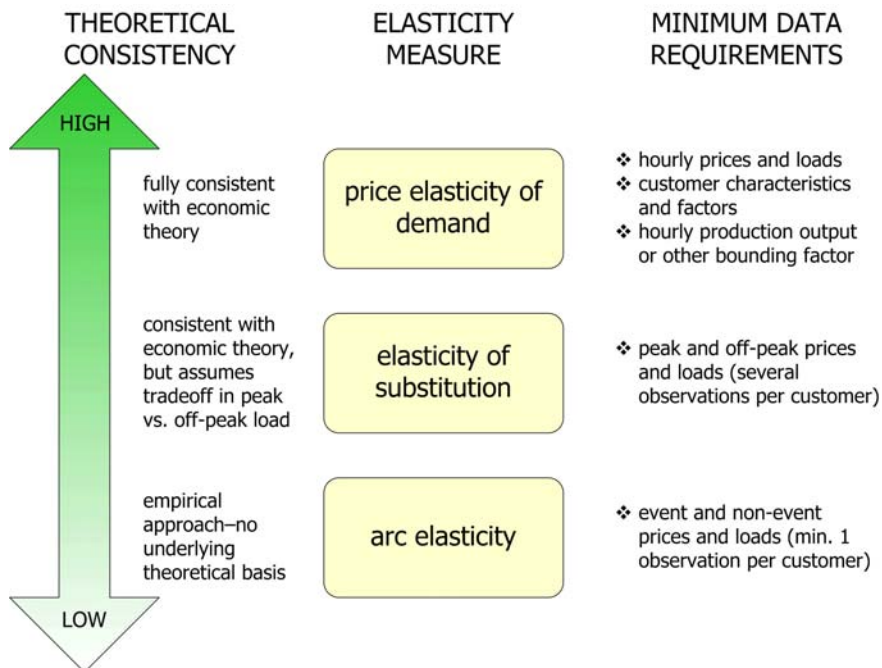 THEORETICAL
CONSISTENCY
ELASTICITY
MEASURE
MINIMUM DATA
REQUIREMENTS
HIGH
fully consistent
with economic
theory
price elasticity of
demand
❖ hourly prices and loads
❖ customer characteristics
and factors
❖ hourly production output
or other bounding factor
consistent with
economic theory,
but assumes
tradeoff in peak
vs. off-peak load
elasticity of
substitution
❖ peak and off-peak prices
and loads (several
observations per customer)
empirical
approach–no
underlying
theoretical basis
arc elasticity
❖ event and non-event
prices and loads (min. 1
observation per customer)
LOW